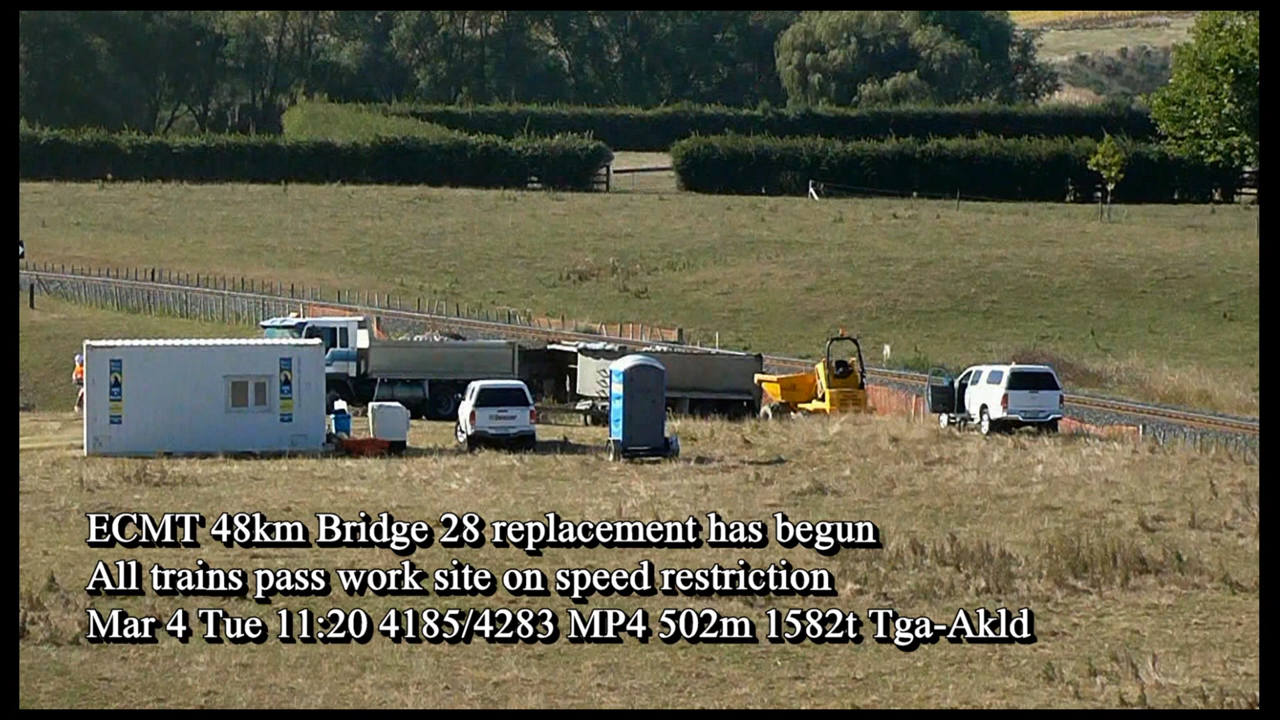 ECMT 48km Bridge 28 replacement has begun
All trains pass work site on speed restriction
Mar 4 Tue 11:20 4185/4283 MP4 502m 1582t Tga-Akld